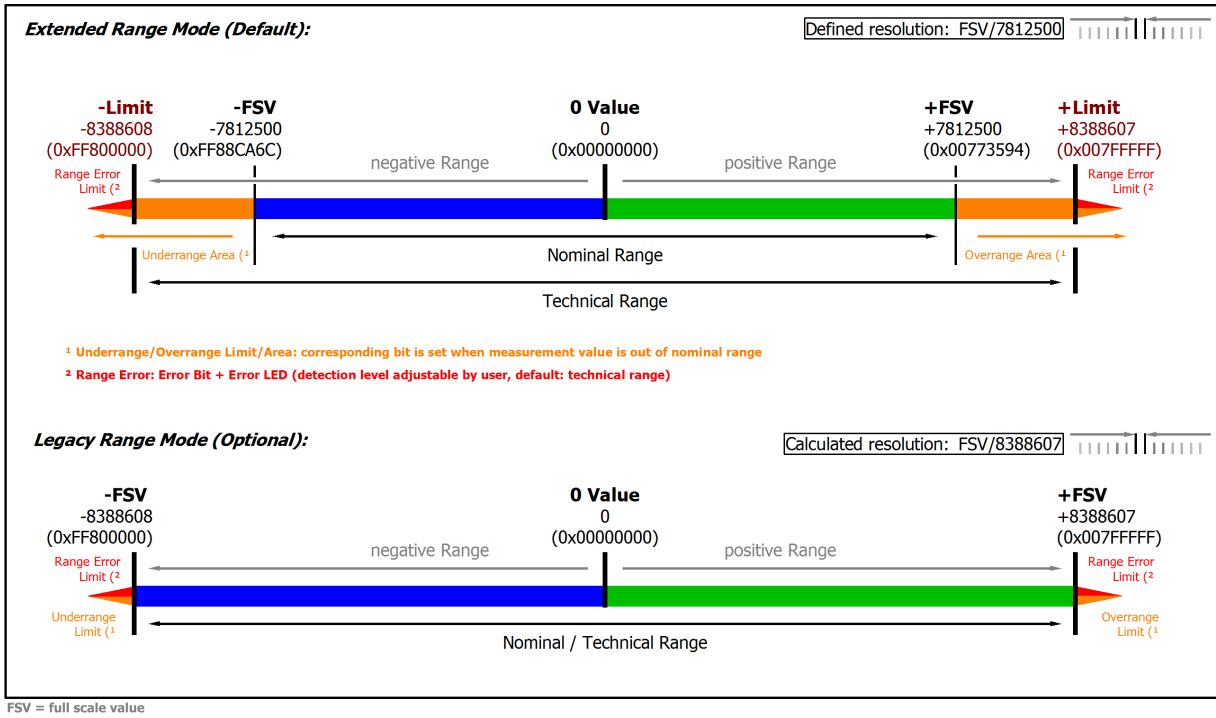 Extended Range Mode (Default):
Defined resolution: FSV/7812500
-Limit
-8388608
(0xFF800000)
-FSV
-7812500
(0xFF88CA6C)
0 Value
0
(0x00000000)
+FSV
+7812500
(0x00773594)
+Limit
+8388607
(0x007FFFFF)
negative Range
positive Range
Range Error
Limit (²
Range Error
Limit (²
Underrange Area (¹
Nominal Range
Overrange Area (¹
Technical Range
¹ Underrange/Overrange Limit/Area: corresponding bit is set when measurement value is out of nominal range
² Range Error: Error Bit + Error LED (detection level adjustable by user, default: technical range)
Legacy Range Mode (Optional):
Calculated resolution: FSV/8388607
-FSV
-8388608
(0xFF800000)
0 Value
0
(0x00000000)
+FSV
+8388607
(0x007FFFFF)
negative Range
positive Range
Range Error
Limit (²
Range Error
Limit (²
Underrange
Limit (¹
Overrange
Limit (¹
Nominal / Technical Range
FSV = full scale value